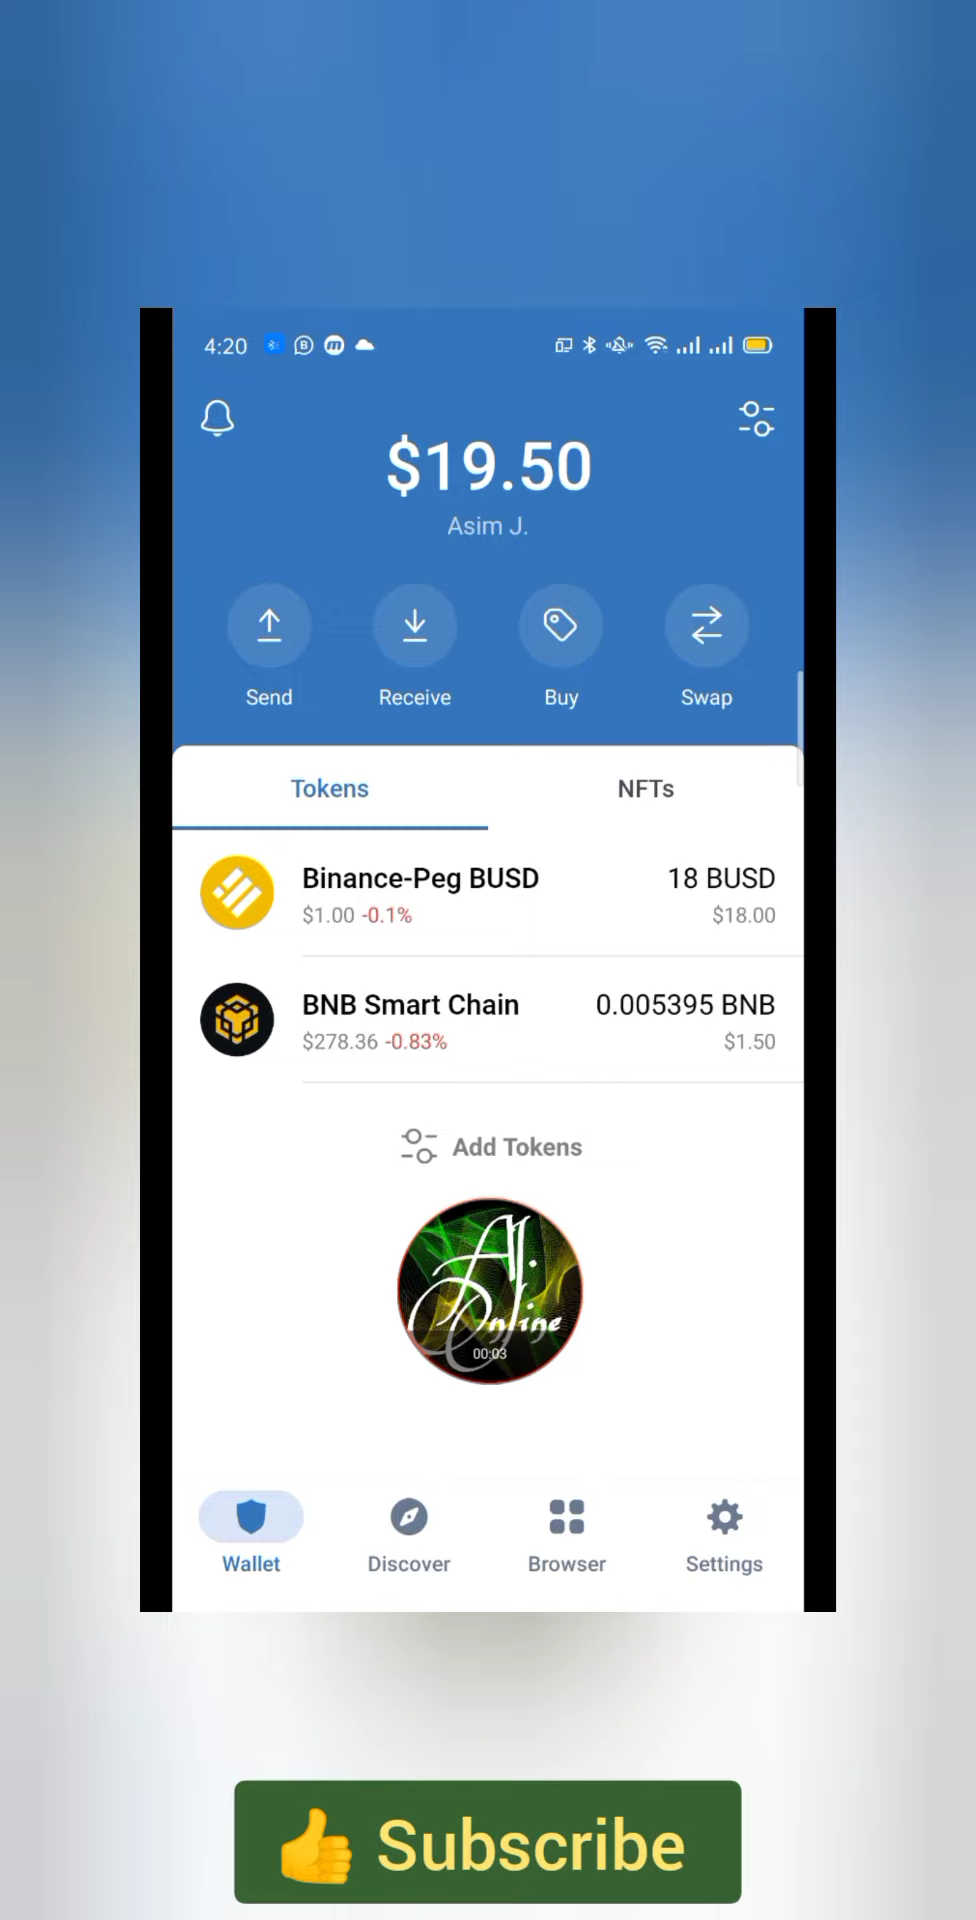 4:20
$19.50
Asim J.
Send Receive Buy Swap
Tokens NFTs
Binance-Peg BUSD 18 BUSD
$1.00 -0.1% $18.00
BNB Smart Chain 0.005395 BNB
$278.36 -0.83% $1.50
Add Tokens
AJ.
Online
00:03
Wallet Discover Browser Settings
👍 Subscribe